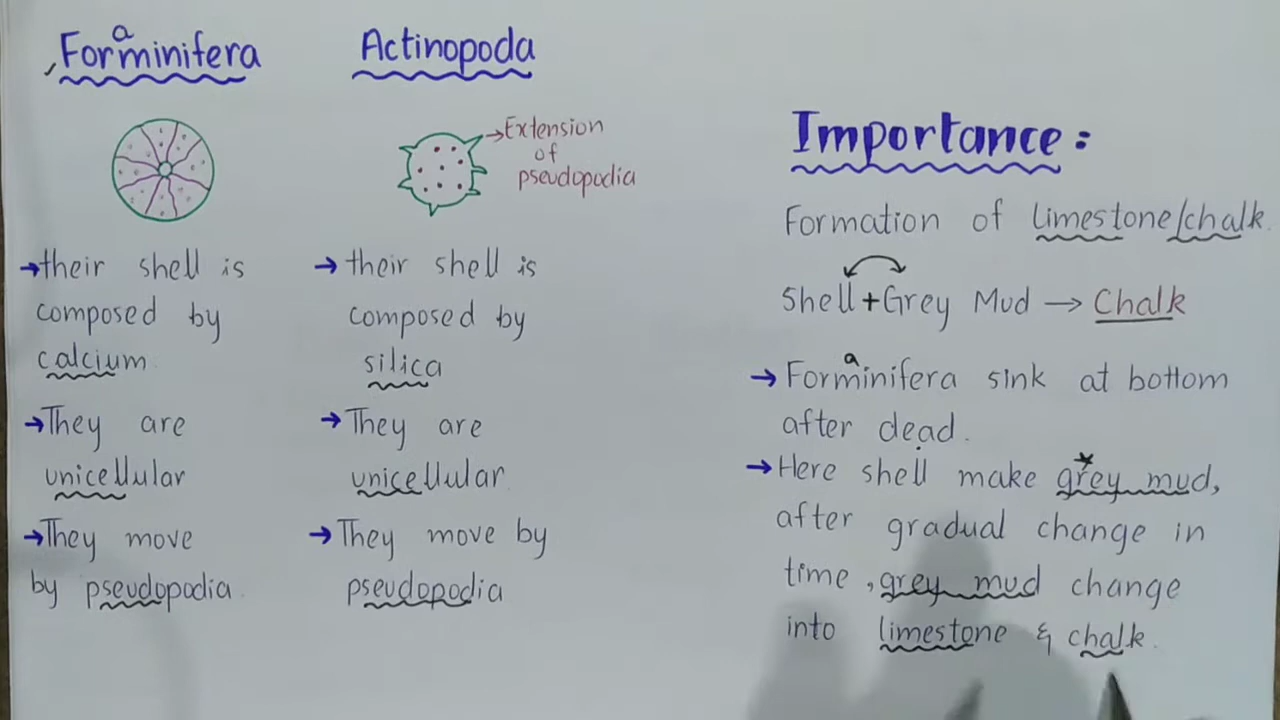 Foraminifera
their shell is
composed by
calcium.
They are
unicellular
They move
by pseudopodia.
Actinopoda
Extension
of
pseudopodia
their shell is
composed by
silica
They are
unicellular.
They move by
pseudopodia
Importance:
Formation of limestone/chalk.
Shell + Grey Mud → Chalk
→ Foraminifera sink at bottom
after dead.
→ Here shell make grey mud,
after gradual change in
time, grey mud change
into limestone & chalk.